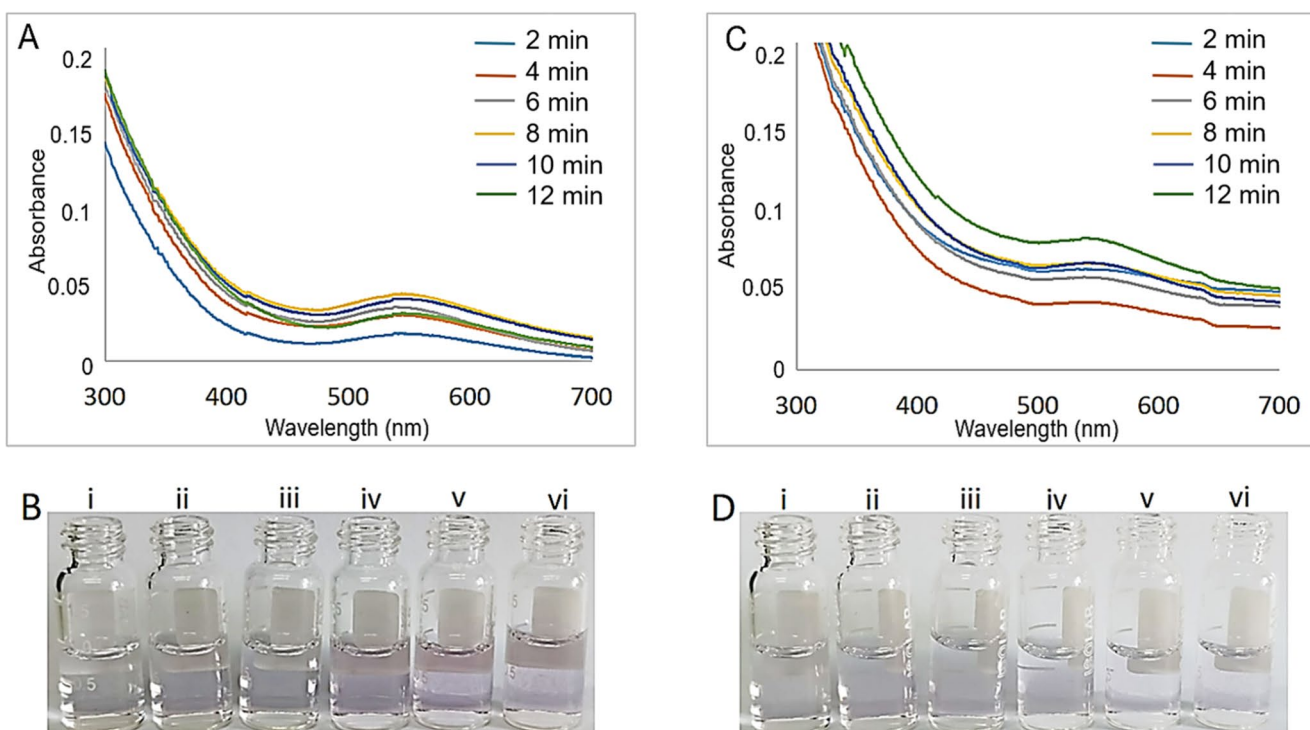 A
0.2
0.15
0.1
0.05
0
Absorbance
300 400 500 600 700
Wavelength (nm)
2 min
4 min
6 min
8 min
10 min
12 min
C
0.2
0.15
0.1
0.05
0
Absorbance
300 400 500 600 700
Wavelength (nm)
2 min
4 min
6 min
8 min
10 min
12 min
B
i ii iii iv v vi
0.5
D
i ii iii iv v vi